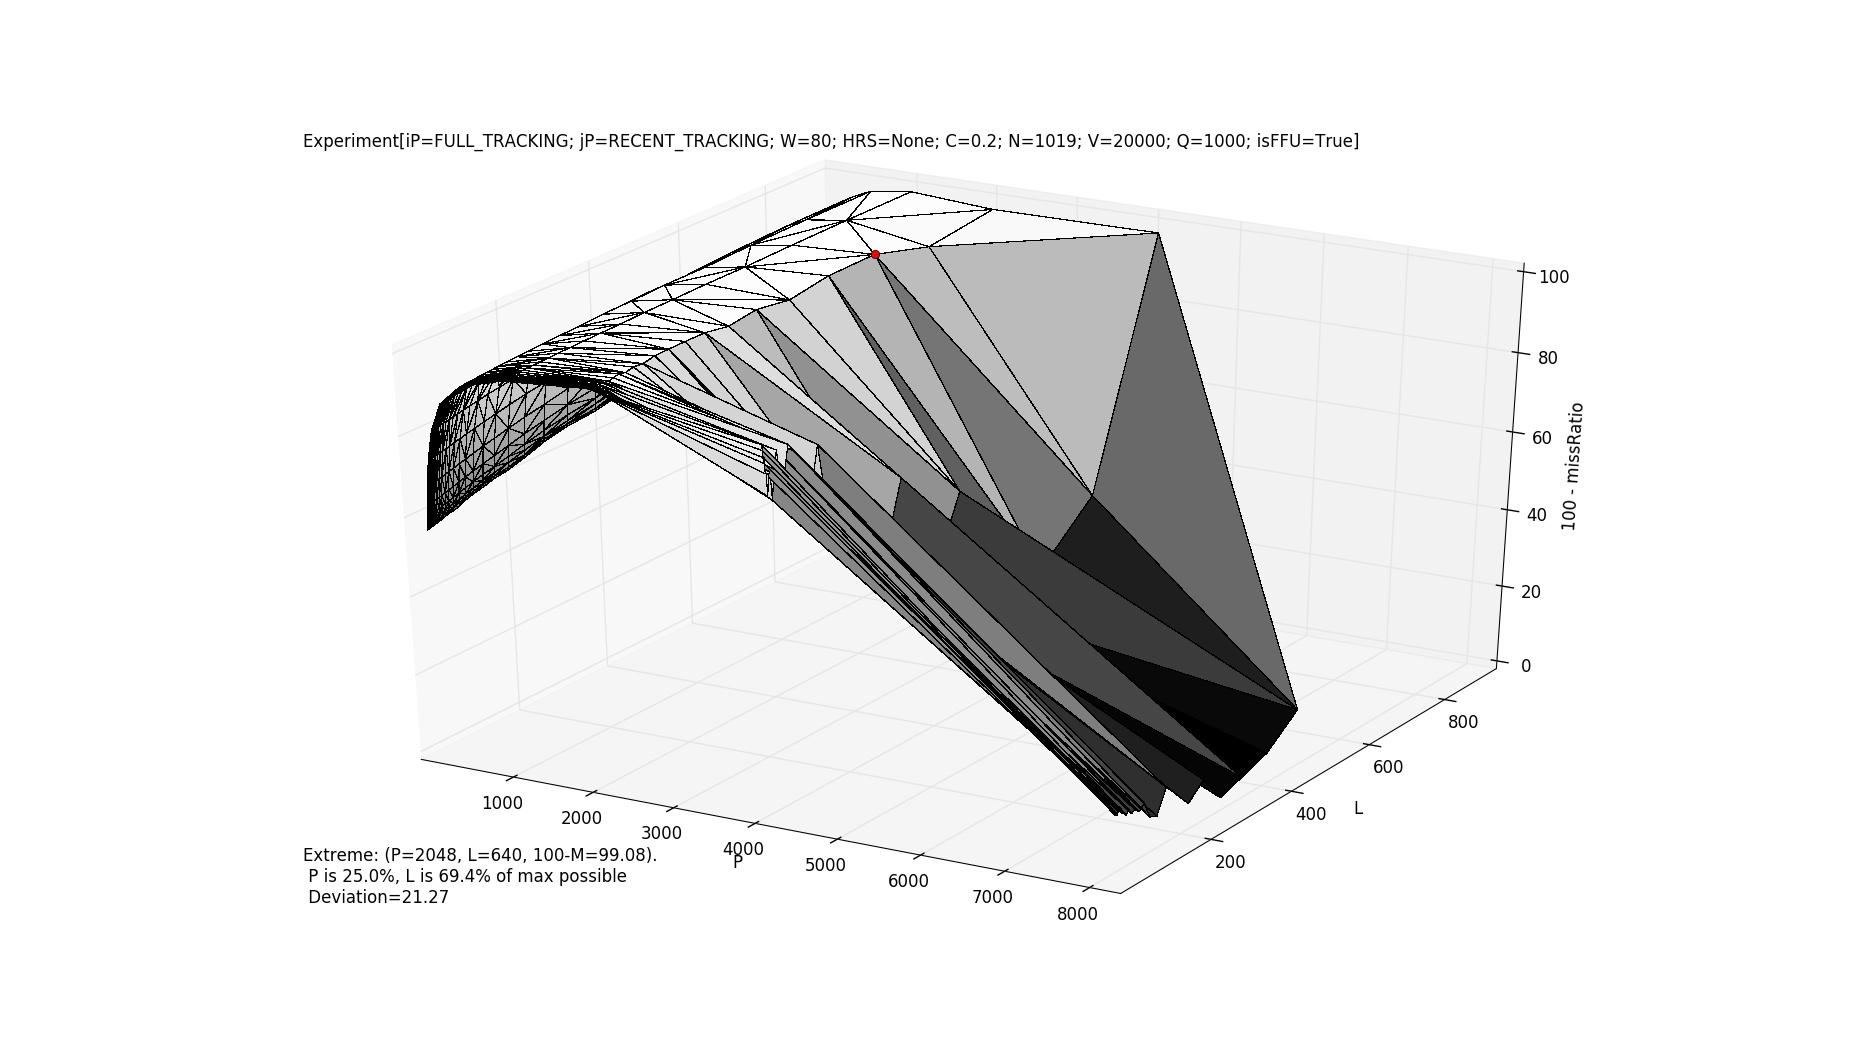 Experiment[iP=FULL_TRACKING; jP=RECENT_TRACKING; W=80; HRS=None; C=0.2; N=1019; V=20000; Q=1000; isFFU=True]
100
80
60
40
20
0
100 - missRatio
800
600
400
200
L
1000
2000
3000
4000
5000
6000
7000
8000
P
Extreme: (P=2048, L=640, 100-M=99.08).
P is 25.0%, L is 69.4% of max possible
Deviation=21.27